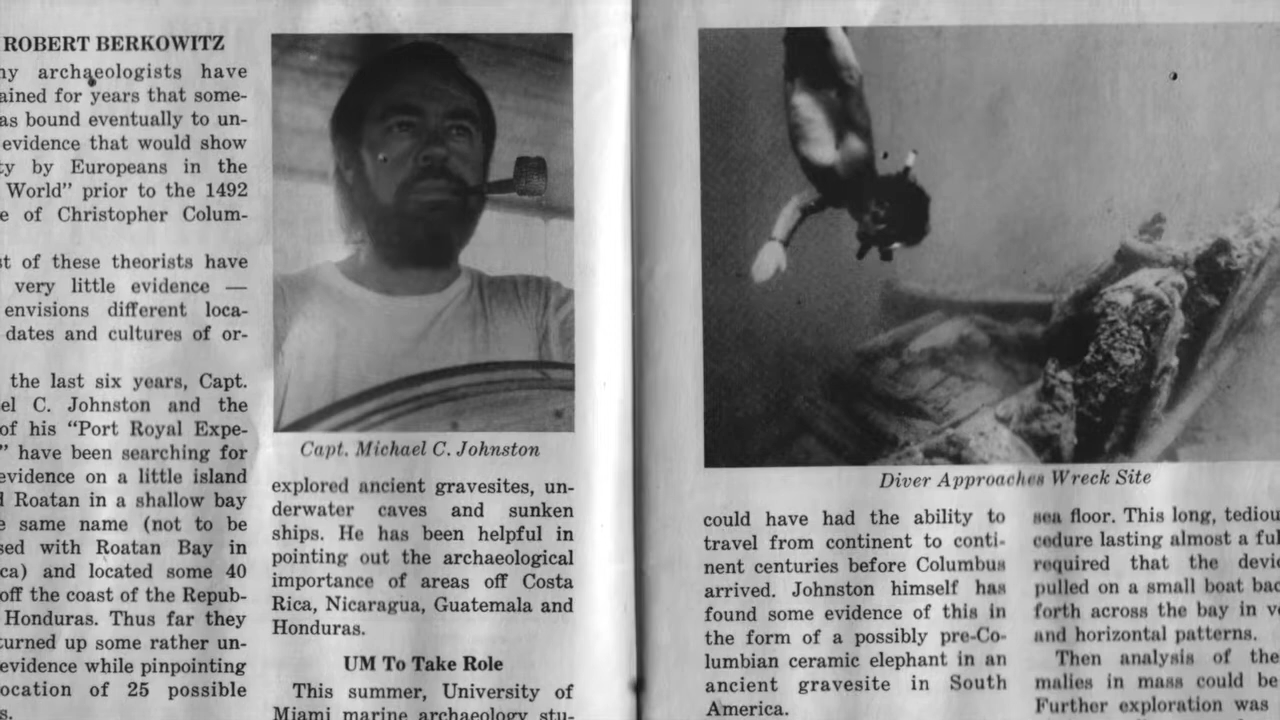 ROBERT BERKOWITZ
ny archaeologists have
ained for years that some-
as bound eventually to un-
evidence that would show
ty by Europeans in the
World" prior to the 1492
e of Christopher Colum-
st of these theorists have
very little evidence —
envisions different loca-
dates and cultures of or-
the last six years, Capt.
el C. Johnston and the
of his "Port Royal Expe-
" have been searching for
evidence on a little island
d Roatan in a shallow bay
e same name (not to be
sed with Roatan Bay in
ca) and located some 40
off the coast of the Repub-
Honduras. Thus far they
turned up some rather un-
evidence while pinpointing
ocation of 25 possible
s.
Capt. Michael C. Johnston
explored ancient gravesites, un-
derwater caves and sunken
ships. He has been helpful in
pointing out the archaeological
importance of areas off Costa
Rica, Nicaragua, Guatemala and
Honduras.
UM To Take Role
This summer, University of
Miami marine archaeology stu-
Diver Approaches Wreck Site
could have had the ability to
travel from continent to conti-
nent centuries before Columbus
arrived. Johnston himself has
found some evidence of this in
the form of a possibly pre-Co-
lumbian ceramic elephant in an
ancient gravesite in South
America.
sea floor. This long, tediou
cedure lasting almost a ful
required that the devic
pulled on a small boat bac
forth across the bay in ve
and horizontal patterns.
Then analysis of the
malies in mass could be
Further exploration was